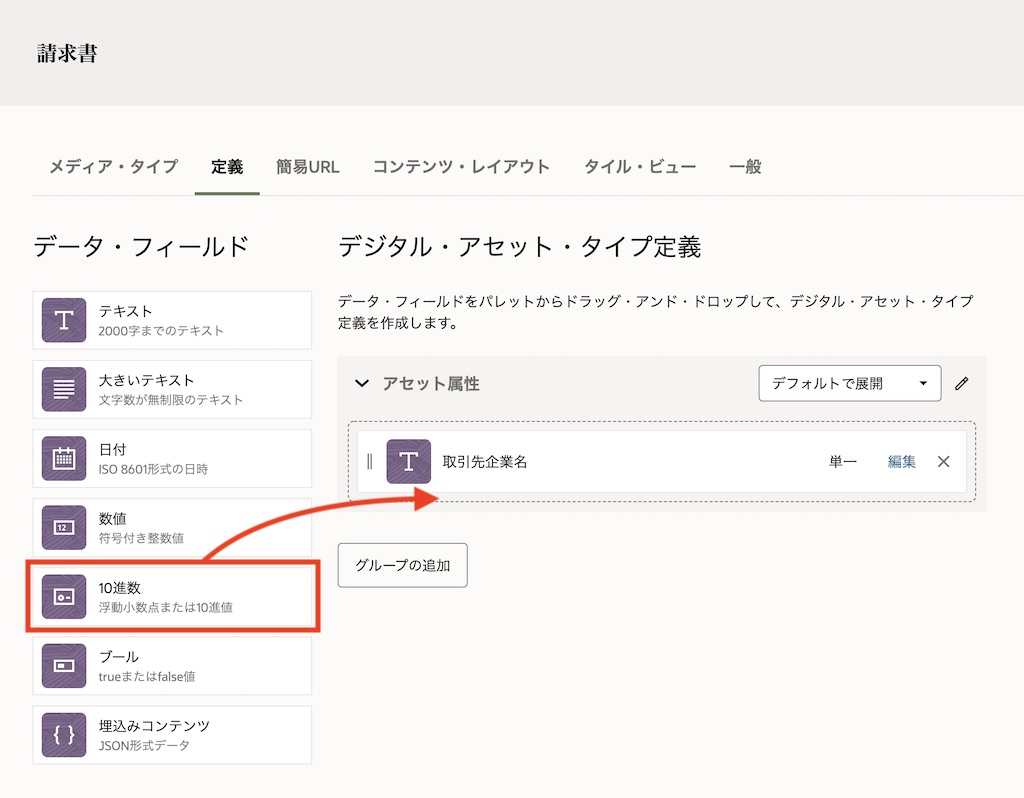 請求書
メディア・タイプ
定義
簡易URL
コンテンツ・レイアウト
タイル・ビュー
一般
データ・フィールド
T
テキスト
2000字までのテキスト
大きいテキスト
文字数が無制限のテキスト
日付
ISO 8601形式の日時
12
数値
符号付き整数値
10進数
浮動小数点または10進値
ブール
trueまたはfalse値
{ }
埋込みコンテンツ
JSON形式データ
デジタル・アセット・タイプ定義
データ・フィールドをパレットからドラッグ・アンド・ドロップして、デジタル・アセット・タイプ
定義を作成します。
アセット属性
デフォルトで展開
T
取引先企業名
単一
編集
グループの追加